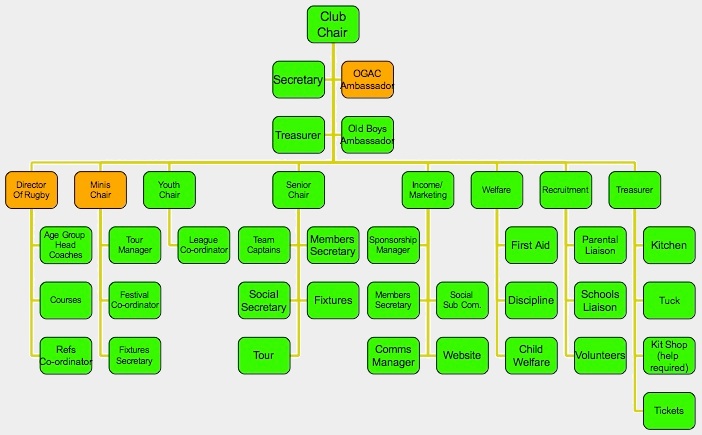 Club
Chair
Secretary
OGAC
Ambassador
Treasurer
Old Boys
Ambassador
Director
Of Rugby
Minis
Chair
Youth
Chair
Senior
Chair
Income/
Marketing
Welfare
Recruitment
Treasurer
Age Group
Head
Coaches
Tour
Manager
League
Co-ordinator
Team
Captains
Members
Secretary
Sponsorship
Manager
First Aid
Parental
Liaison
Kitchen
Courses
Festival
Co-ordinator
Social
Secretary
Fixtures
Members
Secretary
Social
Sub Com.
Discipline
Schools
Liaison
Tuck
Refs
Co-ordinator
Fixtures
Secretary
Tour
Comms
Manager
Website
Child
Welfare
Volunteers
Kit Shop
(help
required)
Tickets